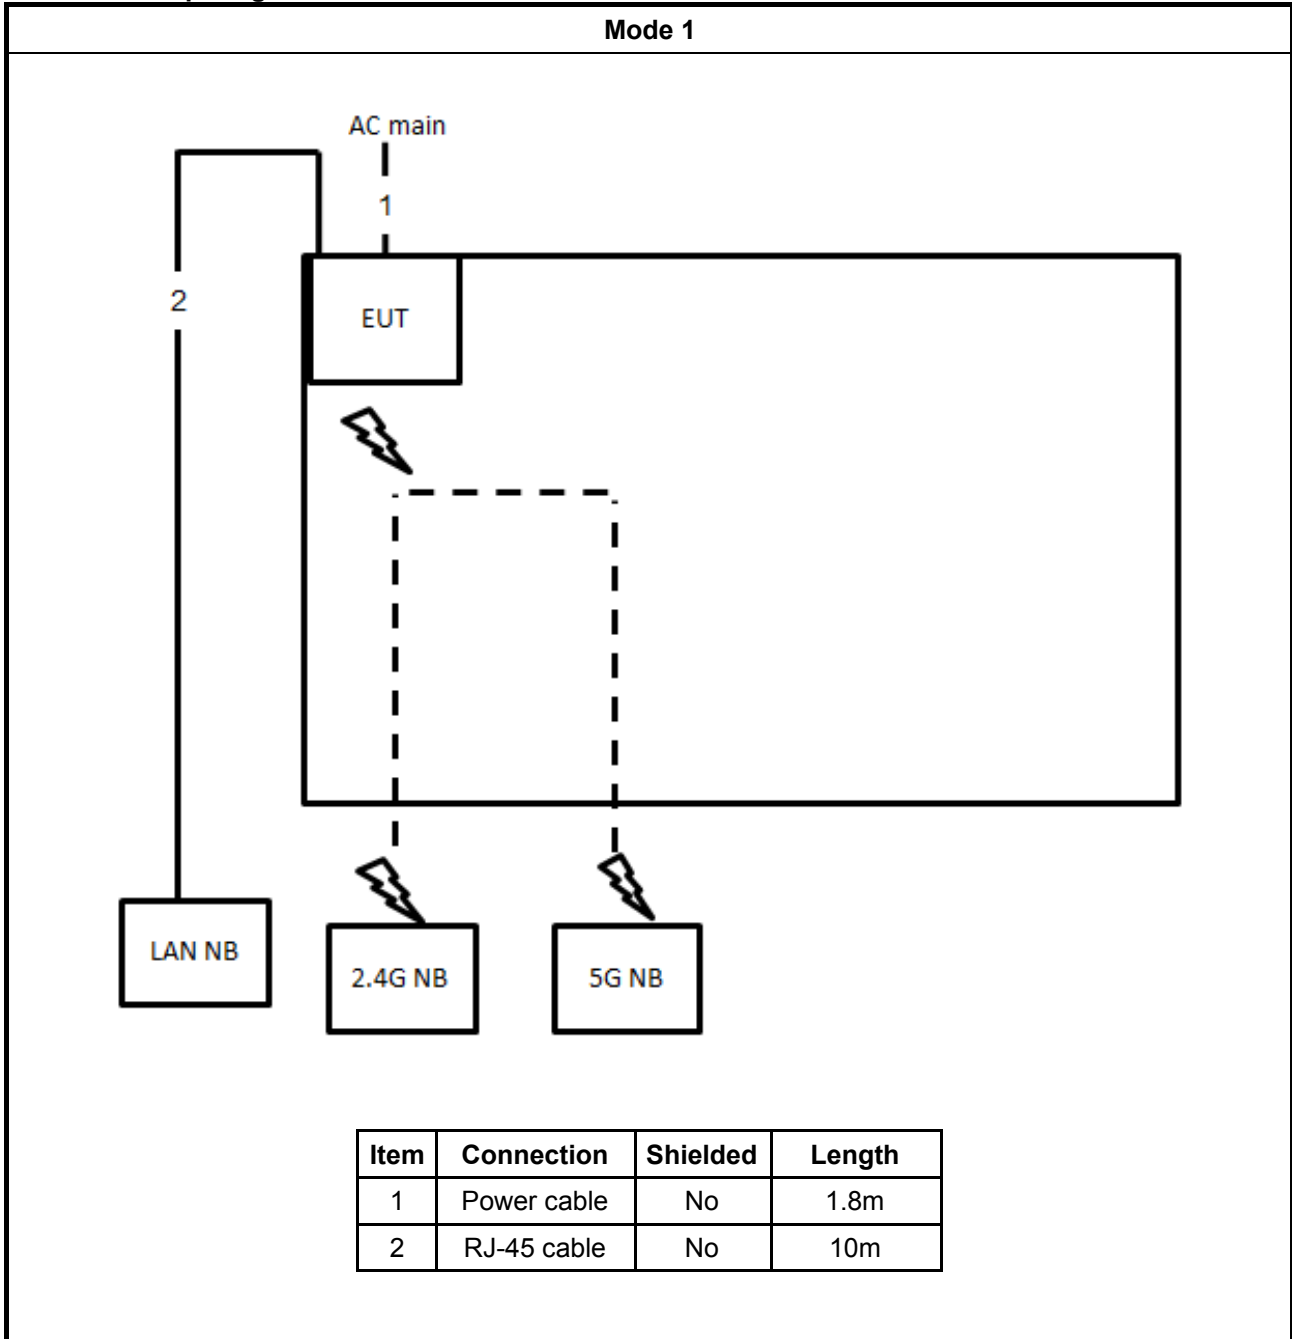 Mode 1
AC main
1
2
EUT
LAN NB
2.4G NB
5G NB
Item Connection Shielded Length
1 Power cable No 1.8m
2 RJ-45 cable No 10m